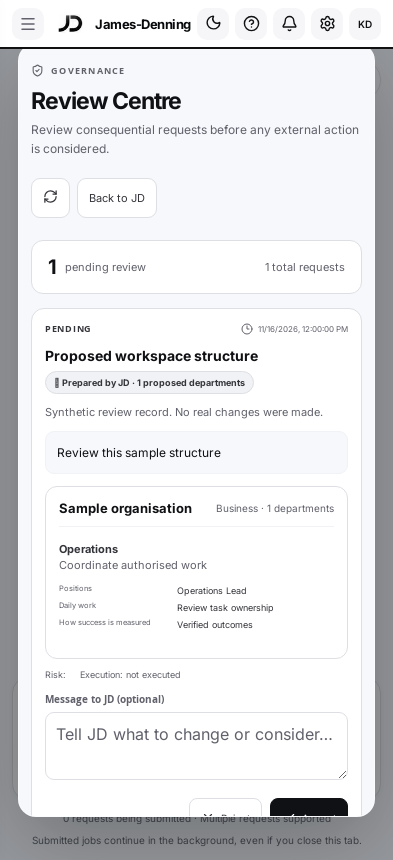 JD James-Denning KD
GOVERNANCE
Review Centre
Review consequential requests before any external action
is considered.
Back to JD
1 pending review 1 total requests
PENDING 11/16/2026, 12:00:00 PM
Proposed workspace structure
Prepared by JD · 1 proposed departments
Synthetic review record. No real changes were made.
Review this sample structure
Sample organisation Business · 1 departments
Operations
Coordinate authorised work
Positions Operations Lead
Daily work Review task ownership
How success is measured Verified outcomes
Risk: Execution: not executed
Message to JD (optional)
Tell JD what to change or consider...
0 requests being submitted · Multiple requests supported
Submitted jobs continue in the background, even if you close this tab.